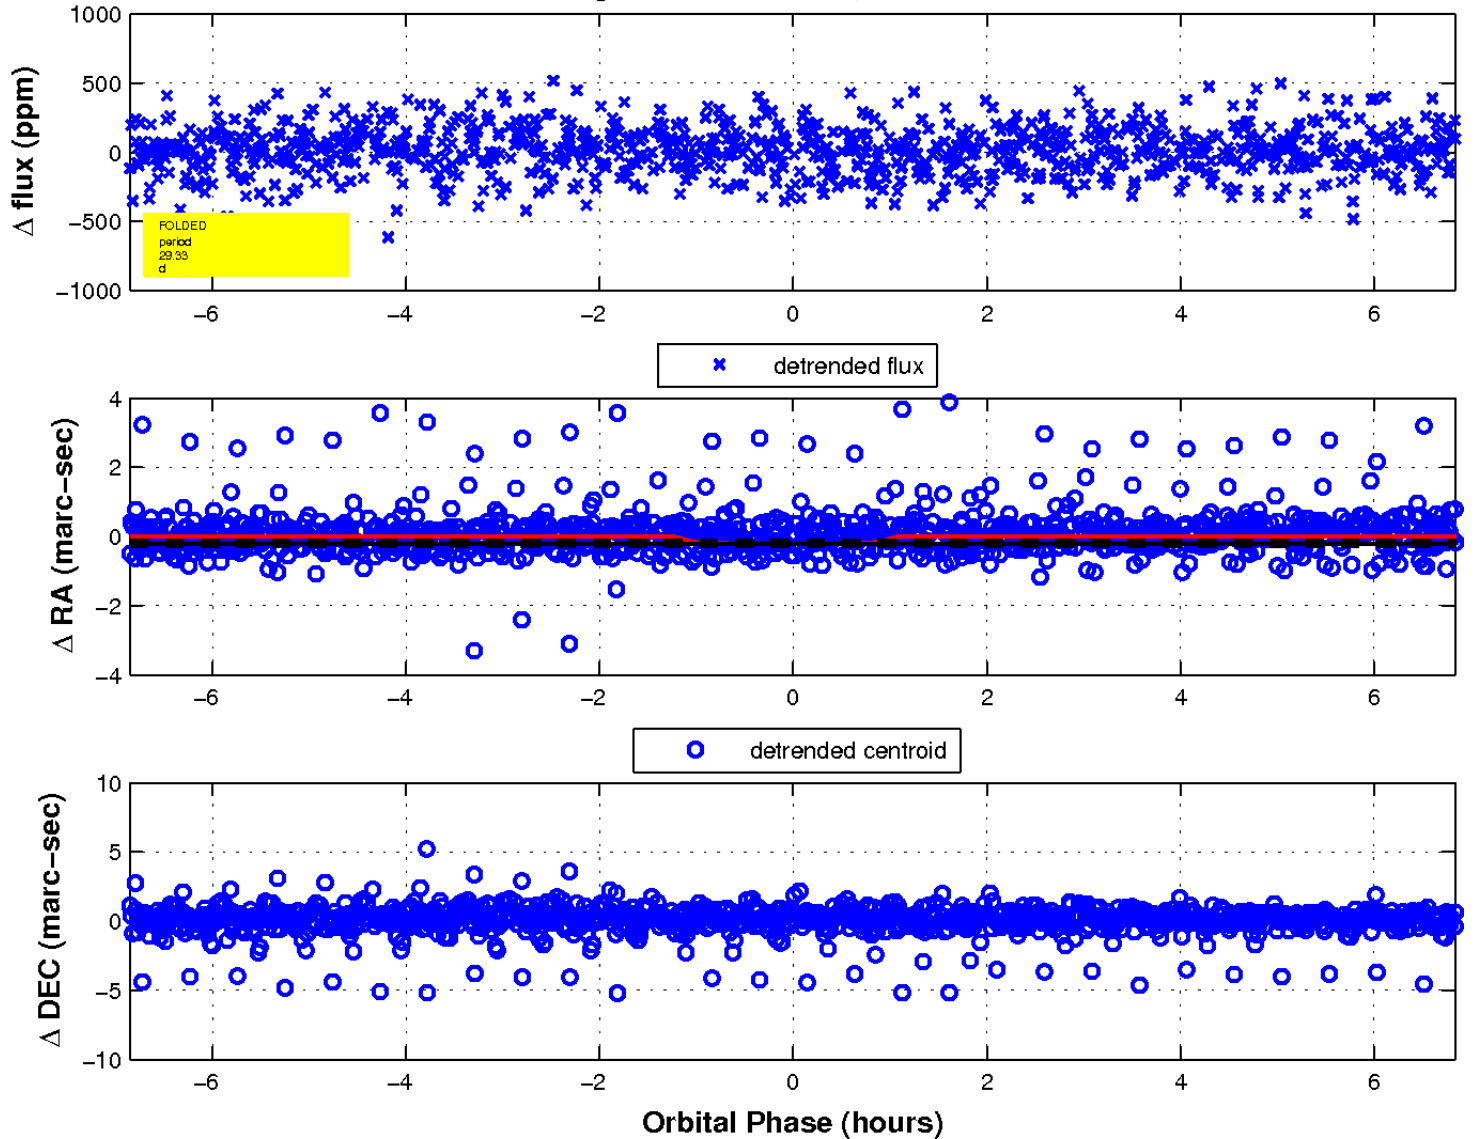 1000
500
0
−500
−1000
Δ flux (ppm)
FOLDED
period
29.33
d
−6 −4 −2 0 2 4 6
detrended flux
4
2
0
−2
−4
Δ RA (marc−sec)
−6 −4 −2 0 2 4 6
detrended centroid
10
5
0
−5
−10
Δ DEC (marc−sec)
−6 −4 −2 0 2 4 6
Orbital Phase (hours)